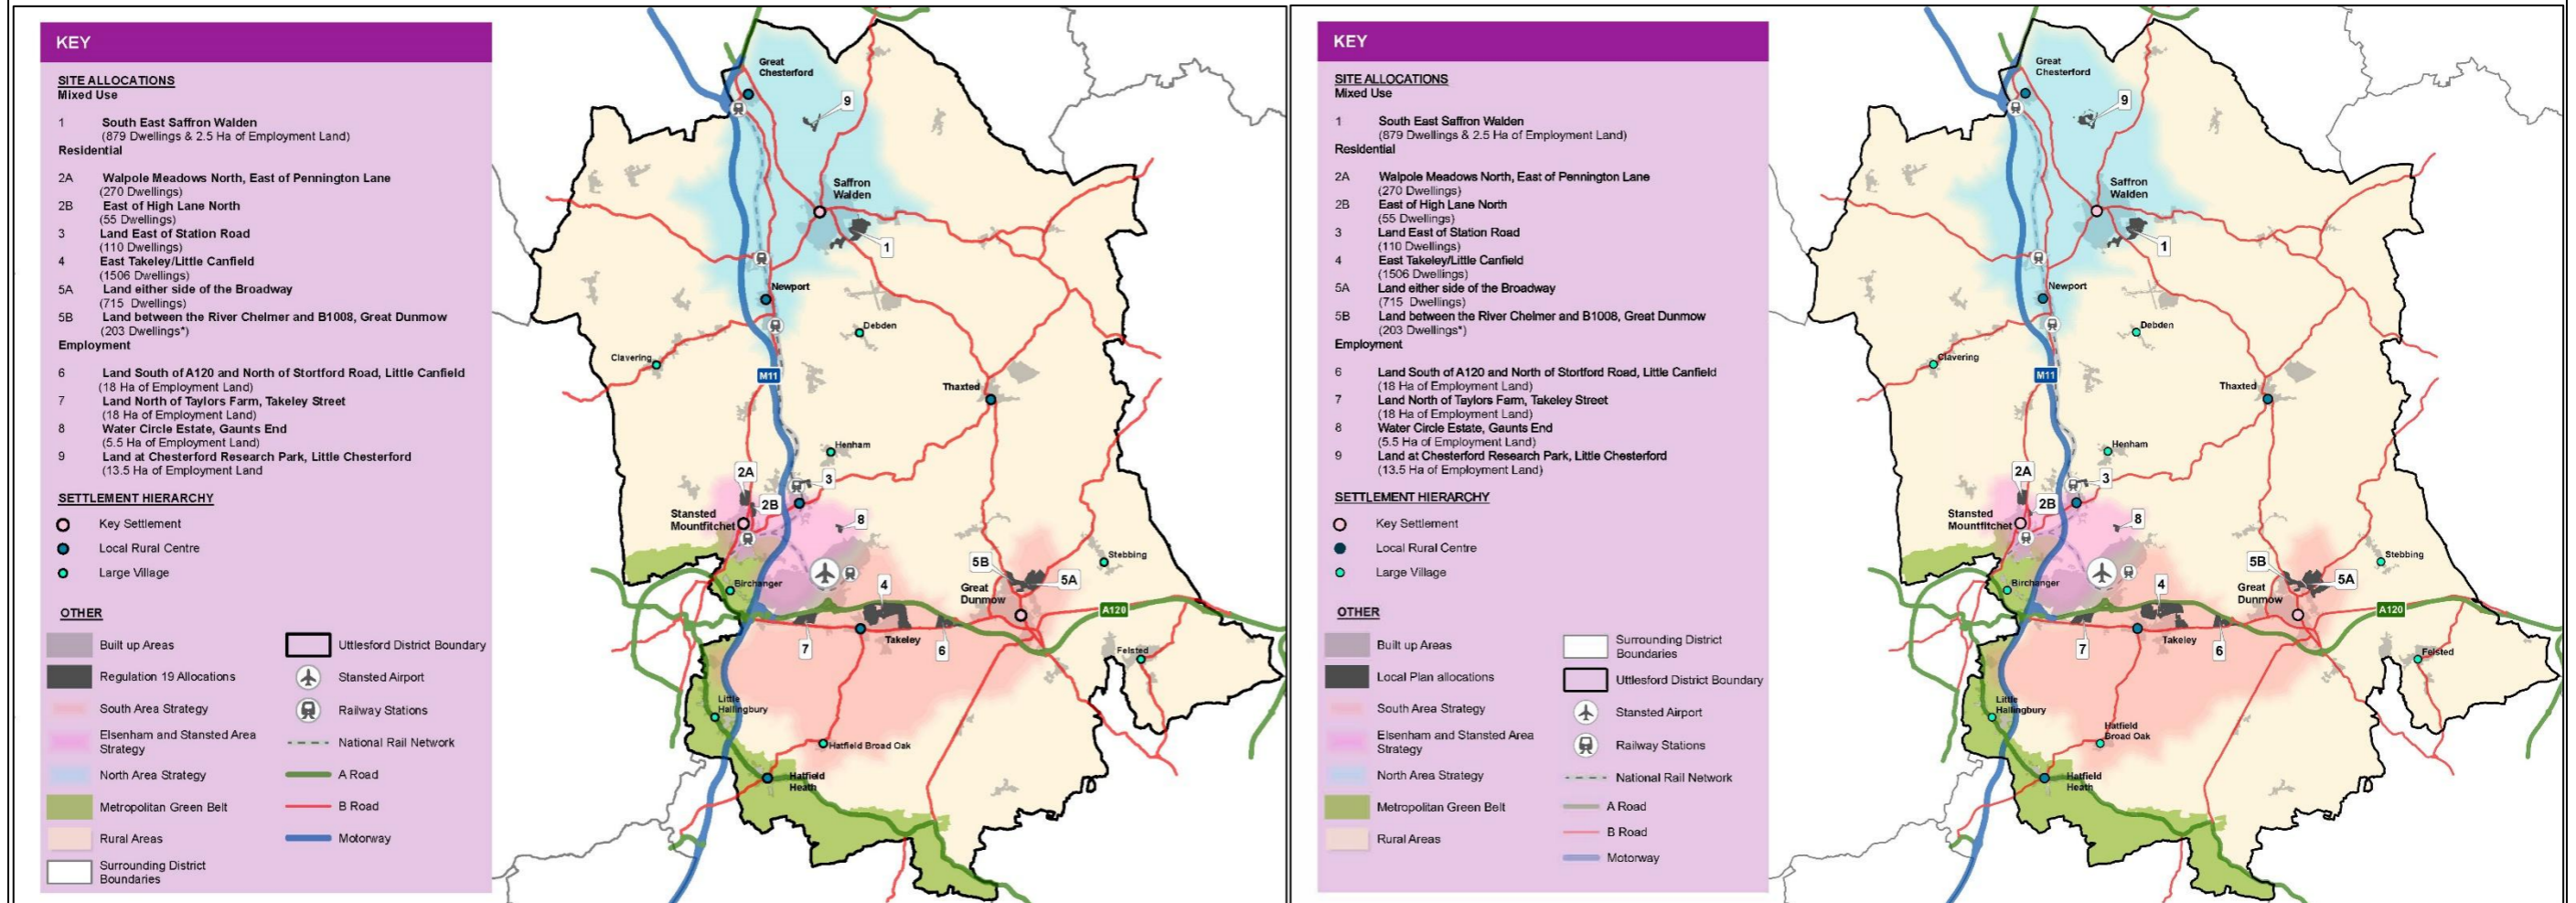 KEY
SITE ALLOCATIONS
Mixed Use
1 South East Saffron Walden
(879 Dwellings & 2.5 Ha of Employment Land)
Residential
2A Walpole Meadows North, East of Pennington Lane
(270 Dwellings)
2B East of High Lane North
(55 Dwellings)
3 Land East of Station Road
(110 Dwellings)
4 East Takeley/Little Canfield
(1506 Dwellings)
5A Land either side of the Broadway
(715 Dwellings)
5B Land between the River Chelmer and B1008, Great Dunmow
(203 Dwellings*)
Employment
6 Land South of A120 and North of Stortford Road, Little Canfield
(18 Ha of Employment Land)
7 Land North of Taylors Farm, Takeley Street
(18 Ha of Employment Land)
8 Water Circle Estate, Gaunts End
(5.5 Ha of Employment Land)
9 Land at Chesterford Research Park, Little Chesterford
(13.5 Ha of Employment Land
SETTLEMENT HIERARCHY
Key Settlement
Local Rural Centre
Large Village
OTHER
Built up Areas
Regulation 19 Allocations
South Area Strategy
Elsenham and Stansted Area
Strategy
North Area Strategy
Metropolitan Green Belt
Rural Areas
Surrounding District
Boundaries
Uttlesford District Boundary
Stansted Airport
Railway Stations
National Rail Network
A Road
B Road
Motorway
Great
Chesterford
9
Saffron
Walden
1
Newport
Debden
Clavering
M11
Thaxted
Henham
2A
3
2B
Stansted
Mountfitchet
8
Stebbing
5B
5A
Birchanger
4
Great
Dunmow
A120
Takeley
7
6
Felsted
Little
Hallingbury
Hatfield Broad Oak
Hatfield
Heath
KEY
SITE ALLOCATIONS
Mixed Use
1 South East Saffron Walden
(879 Dwellings & 2.5 Ha of Employment Land)
Residential
2A Walpole Meadows North, East of Pennington Lane
(270 Dwellings)
2B East of High Lane North
(55 Dwellings)
3 Land East of Station Road
(110 Dwellings)
4 East Takeley/Little Canfield
(1506 Dwellings)
5A Land either side of the Broadway
(715 Dwellings)
5B Land between the River Chelmer and B1008, Great Dunmow
(203 Dwellings*)
Employment
6 Land South of A120 and North of Stortford Road, Little Canfield
(18 Ha of Employment Land)
7 Land North of Taylors Farm, Takeley Street
(18 Ha of Employment Land)
8 Water Circle Estate, Gaunts End
(5.5 Ha of Employment Land)
9 Land at Chesterford Research Park, Little Chesterford
(13.5 Ha of Employment Land)
SETTLEMENT HIERARCHY
Key Settlement
Local Rural Centre
Large Village
OTHER
Built up Areas
Local Plan allocations
South Area Strategy
Elsenham and Stansted Area
Strategy
North Area Strategy
Metropolitan Green Belt
Rural Areas
Surrounding District
Boundaries
Uttlesford District Boundary
Stansted Airport
Railway Stations
National Rail Network
A Road
B Road
Motorway
Great
Chesterford
9
Saffron
Walden
1
Newport
Debden
Clavering
M11
Thaxted
Henham
2A
3
2B
Stansted
Mountfitchet
8
Stebbing
5B
5A
Birchanger
4
Great
Dunmow
A120
Takeley
7
6
Felsted
Little
Hallingbury
Hatfield
Broad Oak
Hatfield
Heath